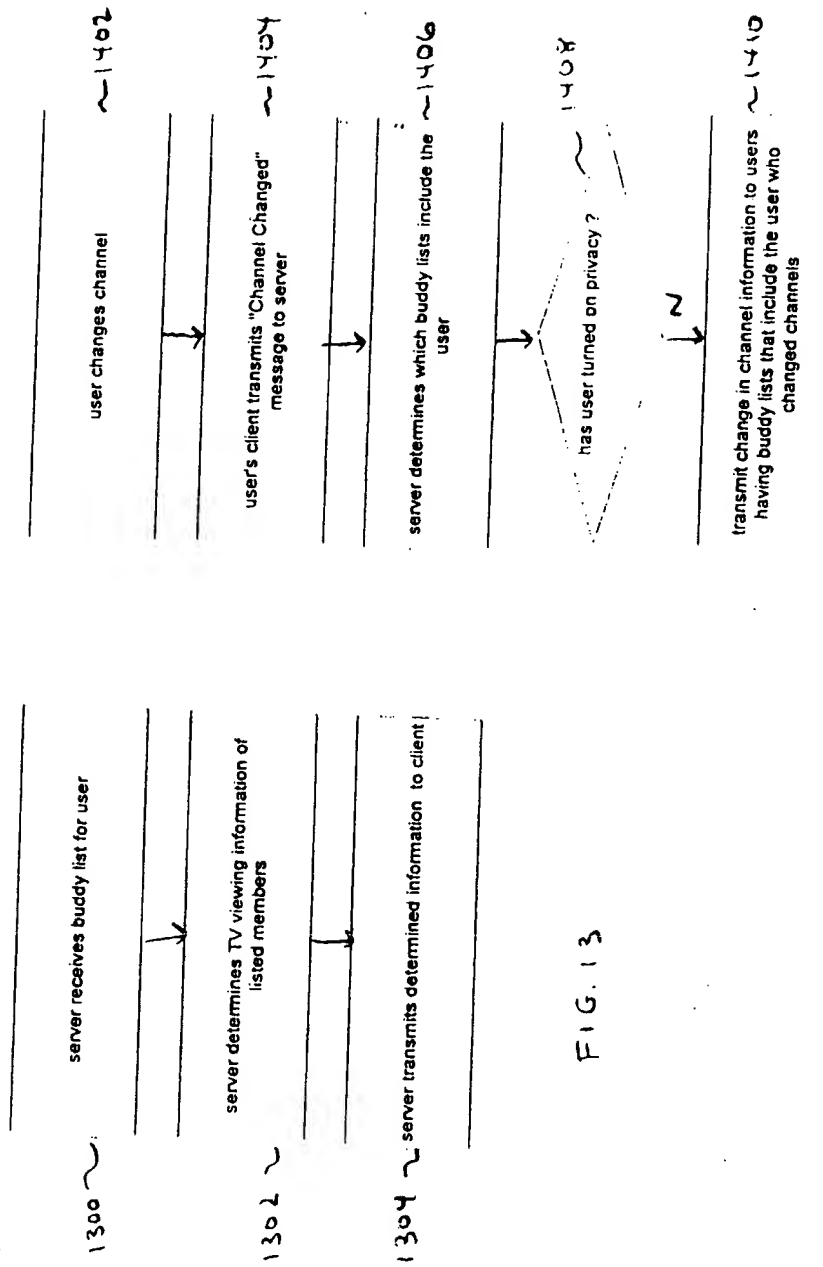 1300
server receives buddy list for user
1302
server determines TV viewing information of
listed members
1304
server transmits determined information to client
FIG. 13
user changes channel
~1402
user's client transmits "Channel Changed"
message to server
~1404
server determines which buddy lists include the
user
~1406
has user turned on privacy?
~1408
N
transmit change in channel information to users
having buddy lists that include the user who
changed channels
~1410